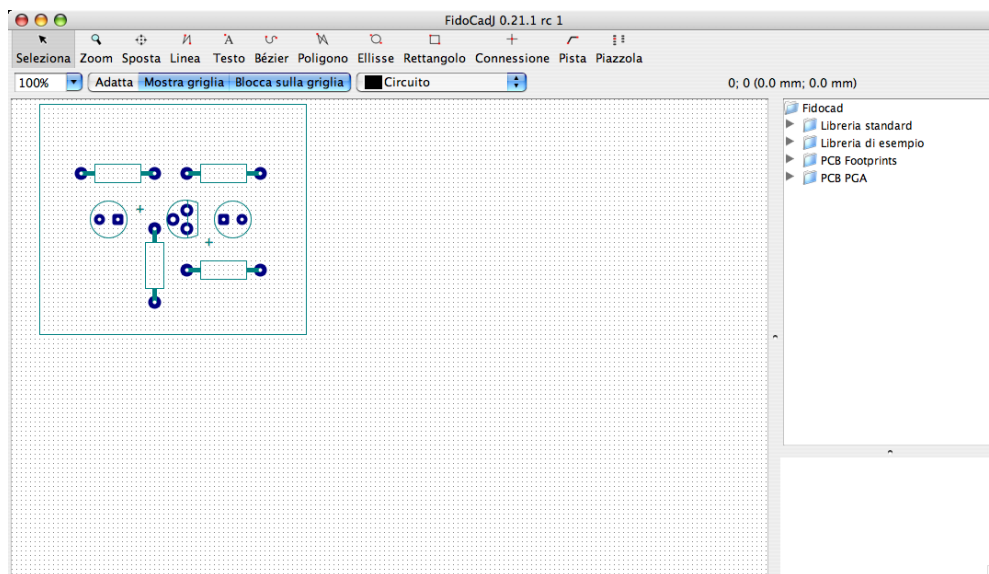 FidoCadJ 0.21.1 rc 1
Seleziona Zoom Sposta Linea Testo Bézier Poligono Ellisse Rettangolo Connessione Pista Piazzola
100% Adatta Mostra griglia Blocca sulla griglia Circuito 0; 0 (0.0 mm; 0.0 mm)
Fidocad
Libreria standard
Libreria di esempio
PCB Footprints
PCB PGA